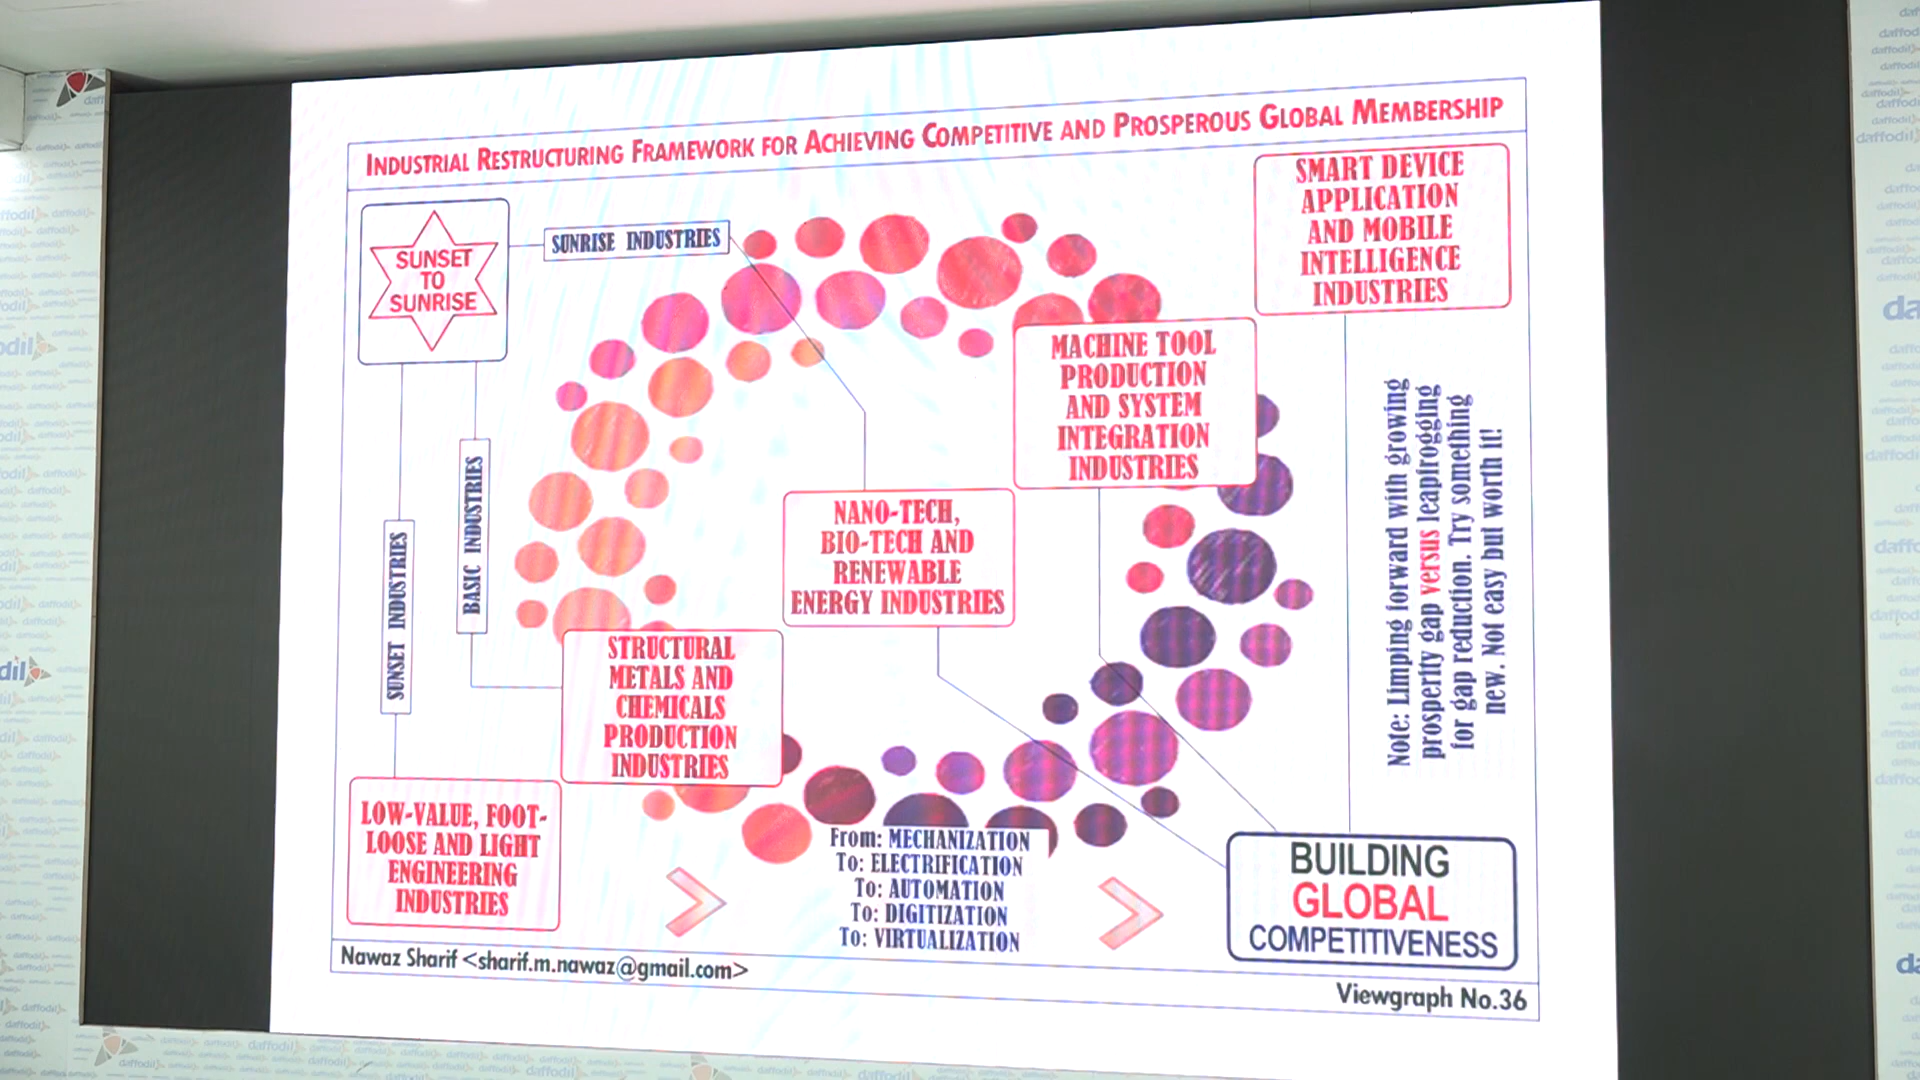 INDUSTRIAL RESTRUCTURING FRAMEWORK FOR ACHIEVING COMPETITIVE AND PROSPEROUS GLOBAL MEMBERSHIP
SUNSET
TO
SUNRISE
SUNRISE INDUSTRIES
SMART DEVICE
APPLICATION
AND MOBILE
INTELLIGENCE
INDUSTRIES
MACHINE TOOL
PRODUCTION
AND SYSTEM
INTEGRATION
INDUSTRIES
NANO-TECH,
BIO-TECH AND
RENEWABLE
ENERGY INDUSTRIES
BASIC INDUSTRIES
SUNSET INDUSTRIES
STRUCTURAL
METALS AND
CHEMICALS
PRODUCTION
INDUSTRIES
LOW-VALUE, FOOT-
LOOSE AND LIGHT
ENGINEERING
INDUSTRIES
Note: Limping forward with growing
prosperity gap versus leapfrogging
for gap reduction. Try something
new. Not easy but worth it!
From: MECHANIZATION
To: ELECTRIFICATION
To: AUTOMATION
To: DIGITIZATION
To: VIRTUALIZATION
BUILDING
GLOBAL
COMPETITIVENESS
Nawaz Sharif <sharif.m.nawaz@gmail.com>
Viewgraph No.36
daffodil